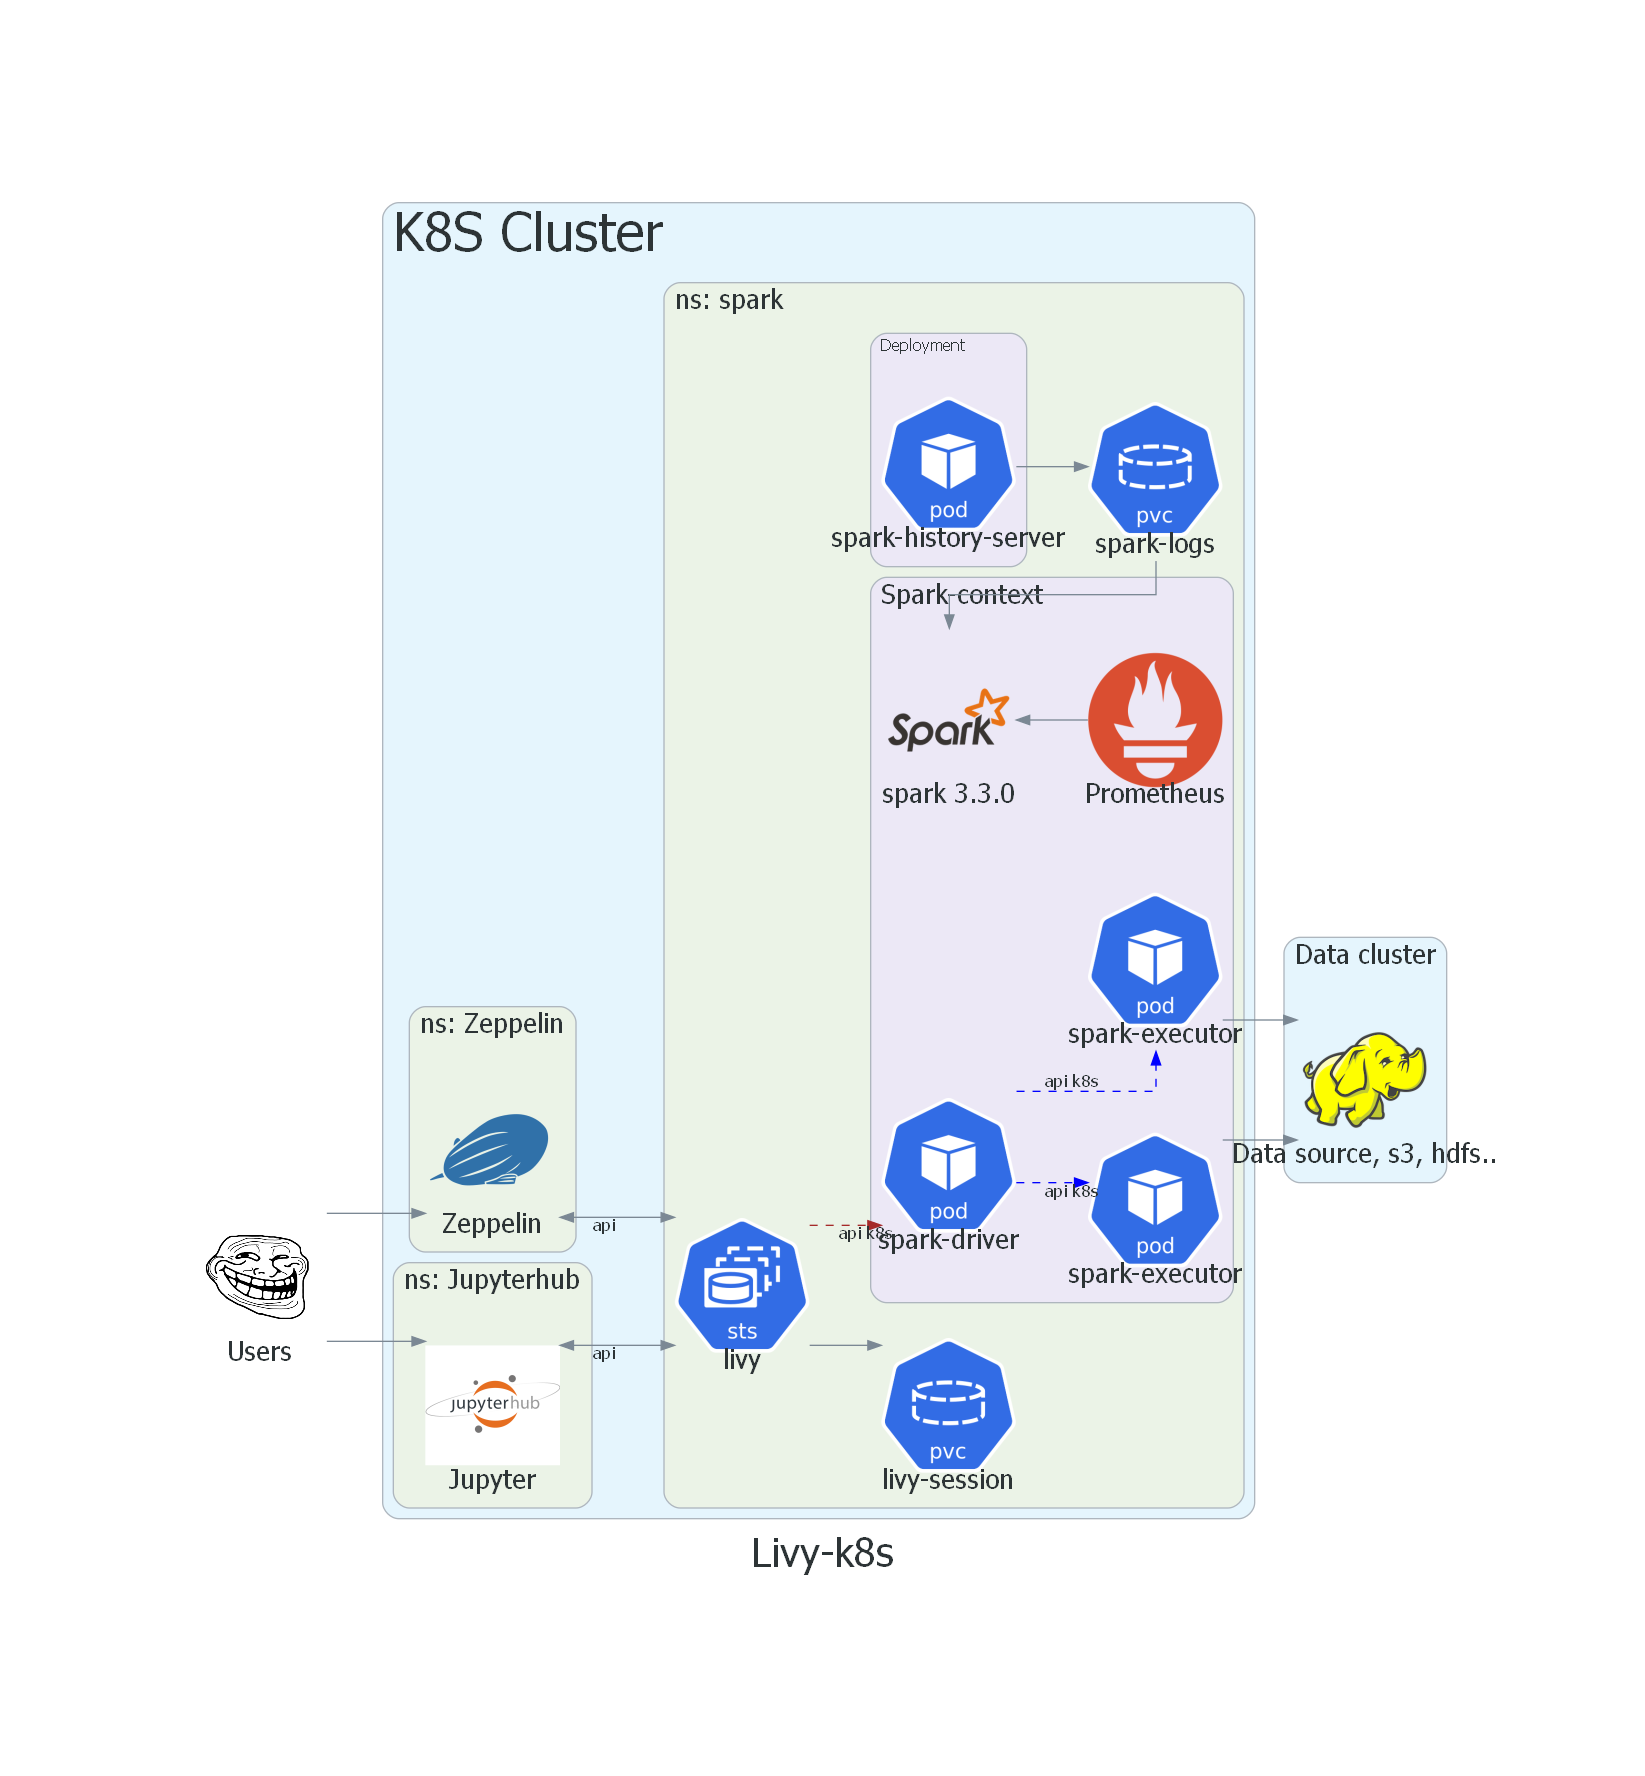 K8S Cluster
ns: spark
Deployment
pod
spark-history-server
pvc
spark-logs
Spark-context
Spark
spark 3.3.0
Prometheus
pod
spark-executor
api k8s
pod
spark-driver
api k8s
pod
spark-executor
Data cluster
Data source, s3, hdfs..
ns: Zeppelin
Zeppelin
api
ns: Jupyterhub
jupyterhub
Jupyter
api
Users
sts
livy
api k8s
pvc
livy-session
Livy-k8s